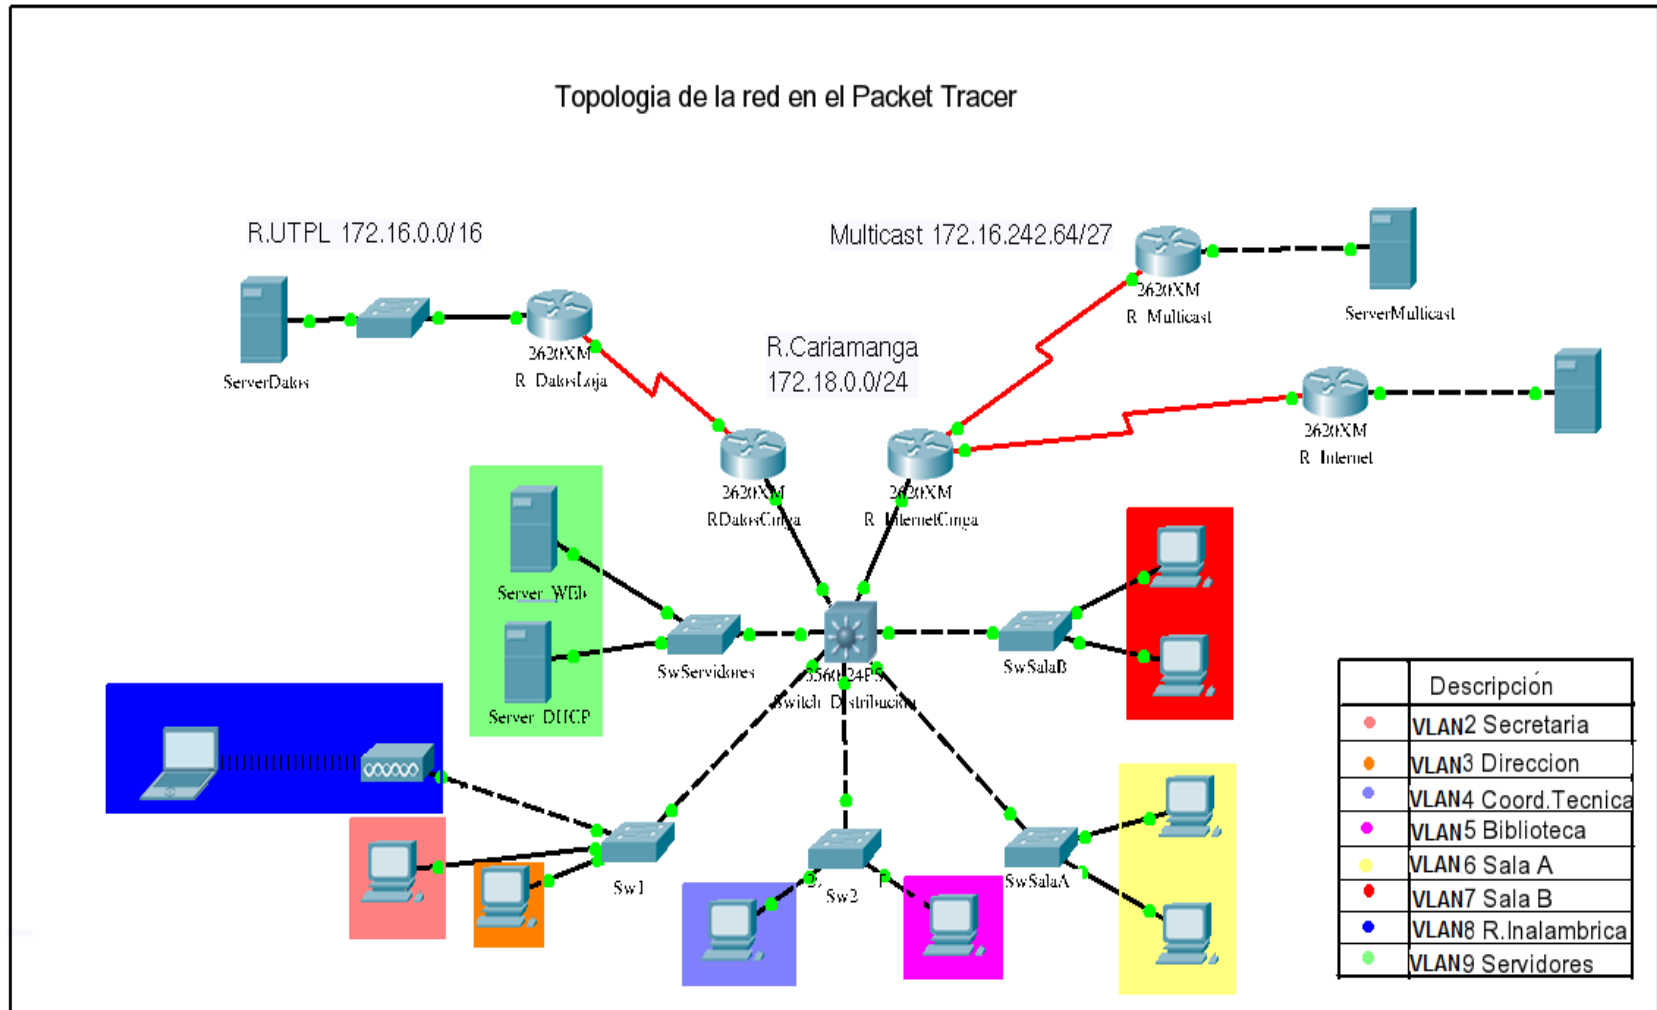 Topologia de la red en el Packet Tracer
R.UTPL 172.16.0.0/16
Multicast 172.16.242.64/27
2620XM
R_Multicast
ServerMulticast
ServerDatos
2620XM
R_DatosLoja
R.Cariamanga
172.18.0.0/24
2620XM
R_Internet
2620XM
RDatosCmga
2620XM
R_InternetCmga
Server_WEb
SwServidores
Server_DHCP
3560-24PS
Switch_Distribucion
SwSalaB
Sw1
Sw2
SwSalaA
Descripción
VLAN2 Secretaria
VLAN3 Direccion
VLAN4 Coord.Tecnica
VLAN5 Biblioteca
VLAN6 Sala A
VLAN7 Sala B
VLAN8 R.Inalambrica
VLAN9 Servidores